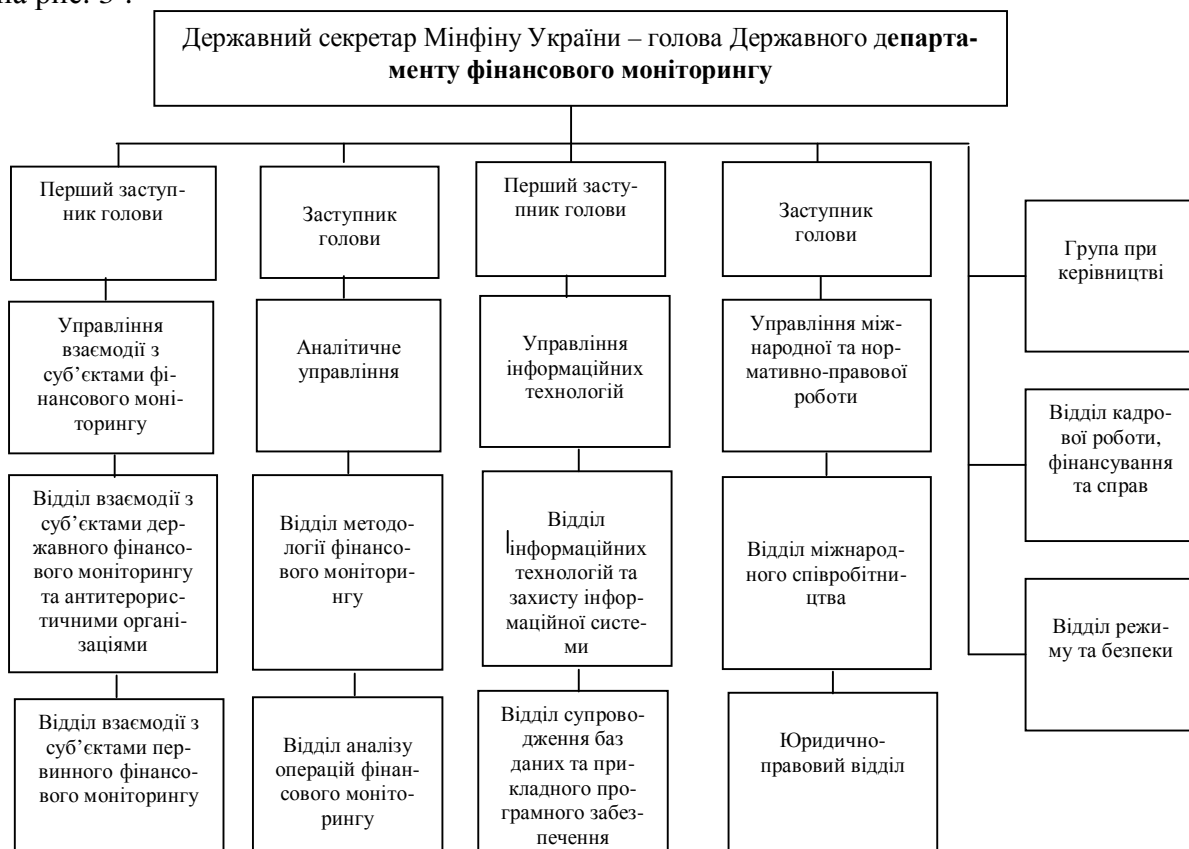 на рис. 3 .
Державний секретар Мінфіну України – голова Державного департа-
менту фінансового моніторингу
Перший заступ-
ник голови
Заступник
голови
Перший засту-
пник голови
Заступник
голови
Група при
керівництві
Управління
взаємодії з
суб’єктами фі-
нансового моні-
торингу
Аналітичне
управління
Управління
інформаційних
технологій
Управління між-
народної та нор-
мативно-правової
роботи
Відділ кадро-
вої роботи,
фінансування
та справ
Відділ взаємодії з
суб’єктами дер-
жавного фінансо-
вого моніторингу
та антитерорис-
тичними органі-
заціями
Відділ методо-
логії фінансо-
вого монітори-
нгу
Відділ
інформаційних
технологій та
захисту інфор-
маційної систе-
ми
Відділ міжнарод-
ного співробітни-
цтва
Відділ режи-
му та безпеки
Відділ взаємодії з
суб’єктами пер-
винного фінансо-
вого моніторингу
Відділ аналізу
операцій фінан-
сового моніто-
рингу
Відділ супрово-
дження баз
даних та при-
кладного про-
грамного забез-
печення
Юридично-
правовий відділ